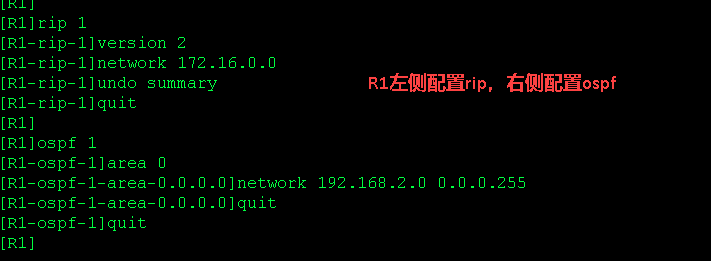 [R1]
[R1]rip 1
[R1-rip-1]version 2
[R1-rip-1]network 172.16.0.0
[R1-rip-1]undo summary
R1左侧配置rip，右侧配置ospf
[R1-rip-1]quit
[R1]
[R1]ospf 1
[R1-ospf-1]area 0
[R1-ospf-1-area-0.0.0.0]network 192.168.2.0 0.0.0.255
[R1-ospf-1-area-0.0.0.0]quit
[R1-ospf-1]quit
[R1]